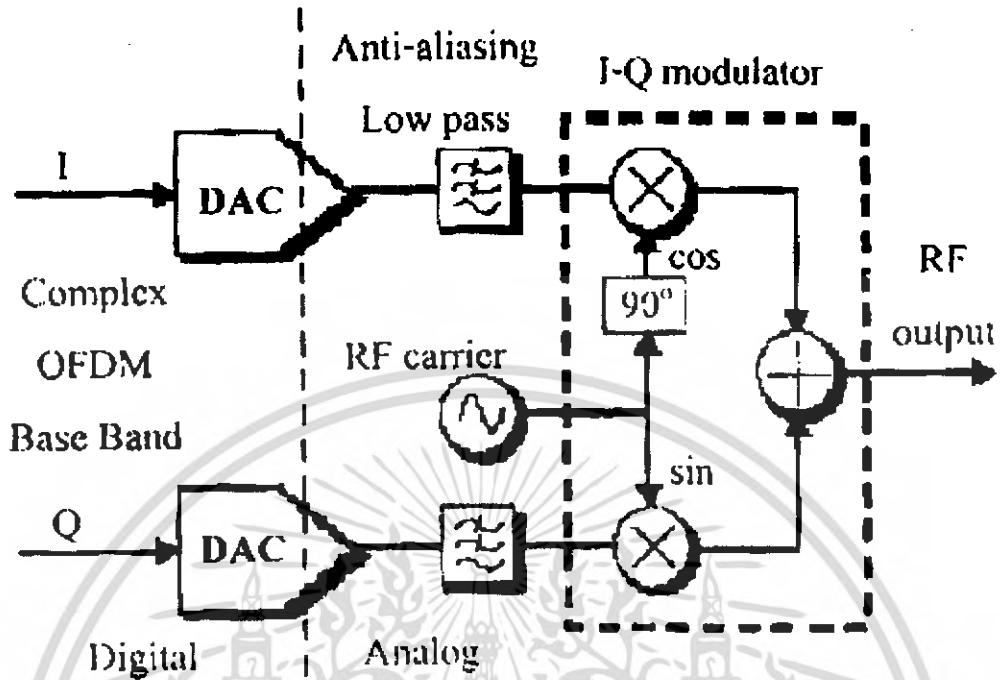 Anti-aliasing
I-Q modulator
Low pass
I
DAC
cos
RF
Complex
90°
output
OFDM
RF carrier
Base Band
sin
Q
DAC
Digital
Analog